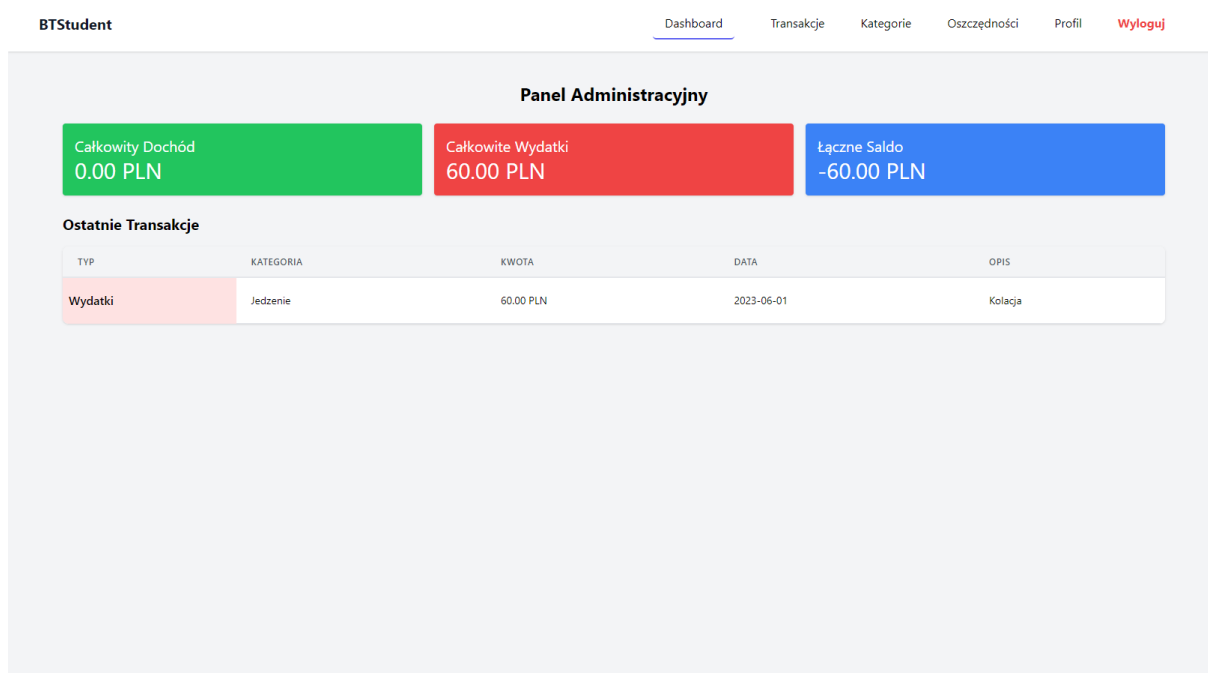 BTStudent Dashboard Transakcje Kategorie Oszczędności Profil Wyloguj
Panel Administracyjny
Całkowity Dochód
0.00 PLN
Całkowite Wydatki
60.00 PLN
Łączne Saldo
-60.00 PLN
Ostatnie Transakcje
TYP KATEGORIA KWOTA DATA OPIS
Wydatki Jedzenie 60.00 PLN 2023-06-01 Kolacja